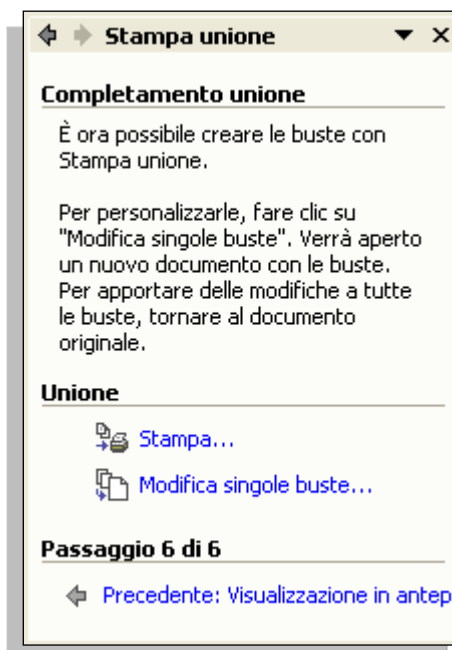 Stampa unione
Completamento unione
È ora possibile creare le buste con
Stampa unione.
Per personalizzarle, fare clic su
"Modifica singole buste". Verrà aperto
un nuovo documento con le buste.
Per apportare delle modifiche a tutte
le buste, tornare al documento
originale.
Unione
Stampa...
Modifica singole buste...
Passaggio 6 di 6
Precedente: Visualizzazione in antep